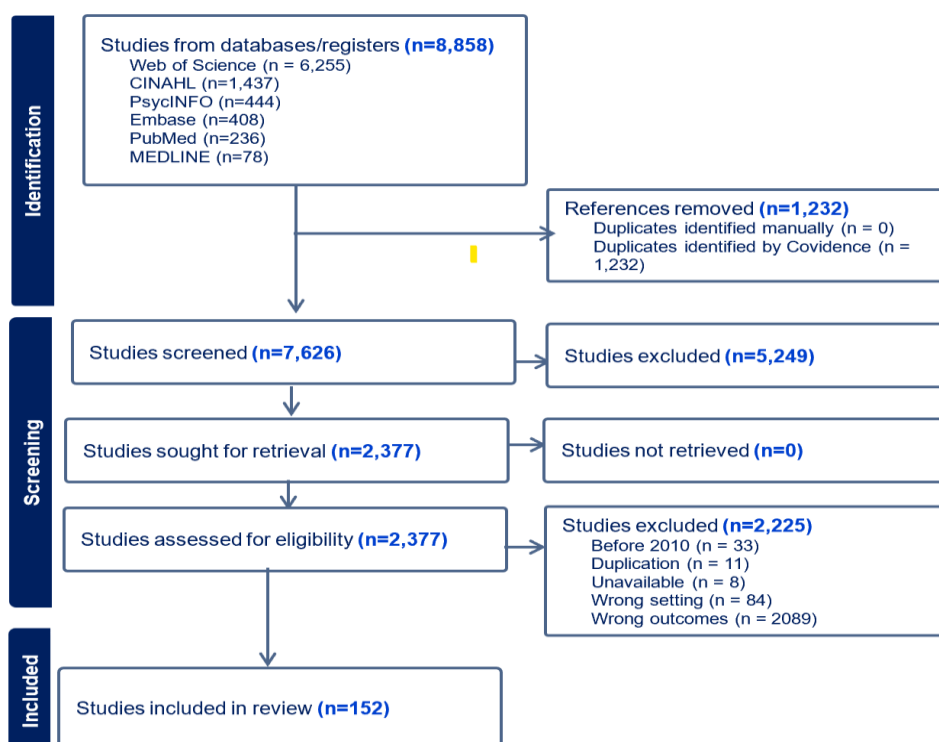 Identification
Studies from databases/registers (n=8,858)
Web of Science (n = 6,255)
CINAHL (n=1,437)
PsycINFO (n=444)
Embase (n=408)
PubMed (n=236)
MEDLINE (n=78)
References removed (n=1,232)
Duplicates identified manually (n = 0)
Duplicates identified by Covidence (n =
1,232)
Screening
Studies screened (n=7,626)
Studies excluded (n=5,249)
Studies sought for retrieval (n=2,377)
Studies not retrieved (n=0)
Studies assessed for eligibility (n=2,377)
Studies excluded (n=2,225)
Before 2010 (n = 33)
Duplication (n = 11)
Unavailable (n = 8)
Wrong setting (n = 84)
Wrong outcomes (n = 2089)
Included
Studies included in review (n=152)